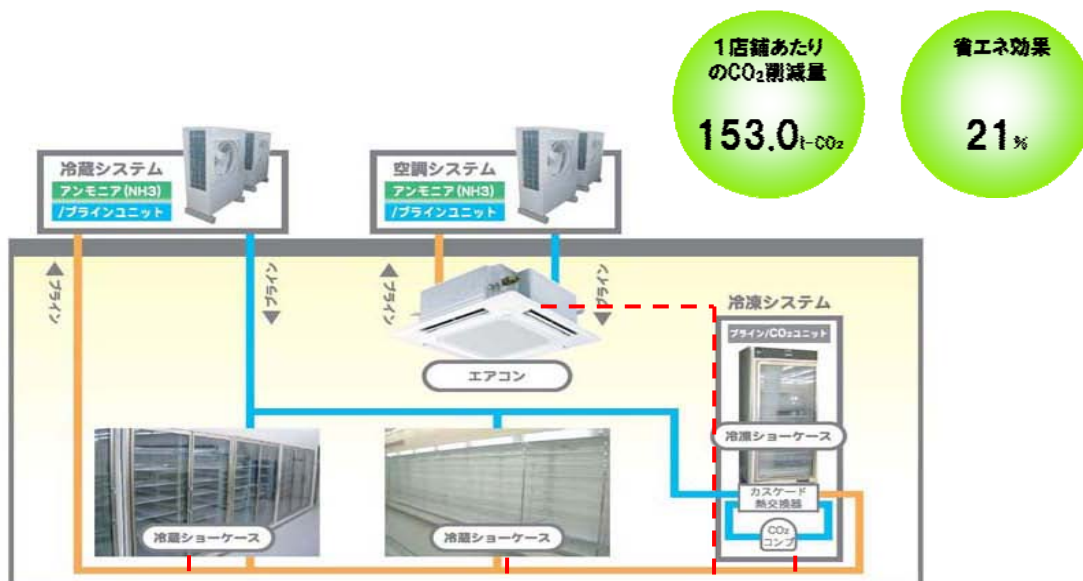 1店舗あたり
のCO₂削減量
153.0t-CO₂
省エネ効果
21%
冷蔵システム
アンモニア(NH3)
/ブラインユニット
空調システム
アンモニア(NH3)
/ブラインユニット
ブライン
ブライン
ブライン
ブライン
冷凍システム
ブライン/CO₂ユニット
エアコン
冷凍ショーケース
カスケード
熱交換器
CO₂
コンプ
冷蔵ショーケース
冷蔵ショーケース